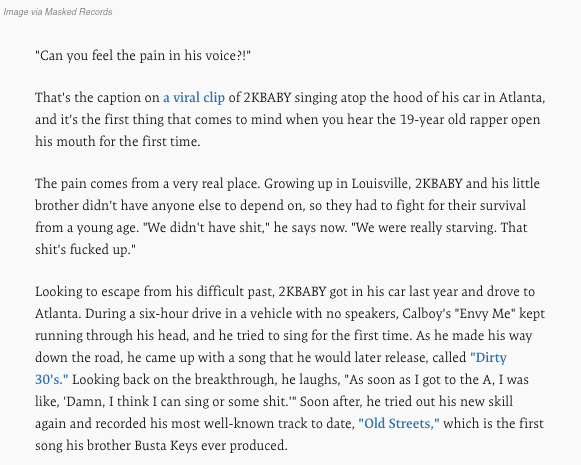 Image via Masked Records
"Can you feel the pain in his voice?!"
That's the caption on a viral clip of 2KBABY singing atop the hood of his car in Atlanta,
and it's the first thing that comes to mind when you hear the 19-year old rapper open
his mouth for the first time.
The pain comes from a very real place. Growing up in Louisville, 2KBABY and his little
brother didn't have anyone else to depend on, so they had to fight for their survival
from a young age. "We didn't have shit," he says now. "We were really starving. That
shit's fucked up."
Looking to escape from his difficult past, 2KBABY got in his car last year and drove to
Atlanta. During a six-hour drive in a vehicle with no speakers, Calboy's "Envy Me" kept
running through his head, and he tried to sing for the first time. As he made his way
down the road, he came up with a song that he would later release, called "Dirty
30's." Looking back on the breakthrough, he laughs, "As soon as I got to the A, I was
like, 'Damn, I think I can sing or some shit.'" Soon after, he tried out his new skill
again and recorded his most well-known track to date, "Old Streets," which is the first
song his brother Busta Keys ever produced.